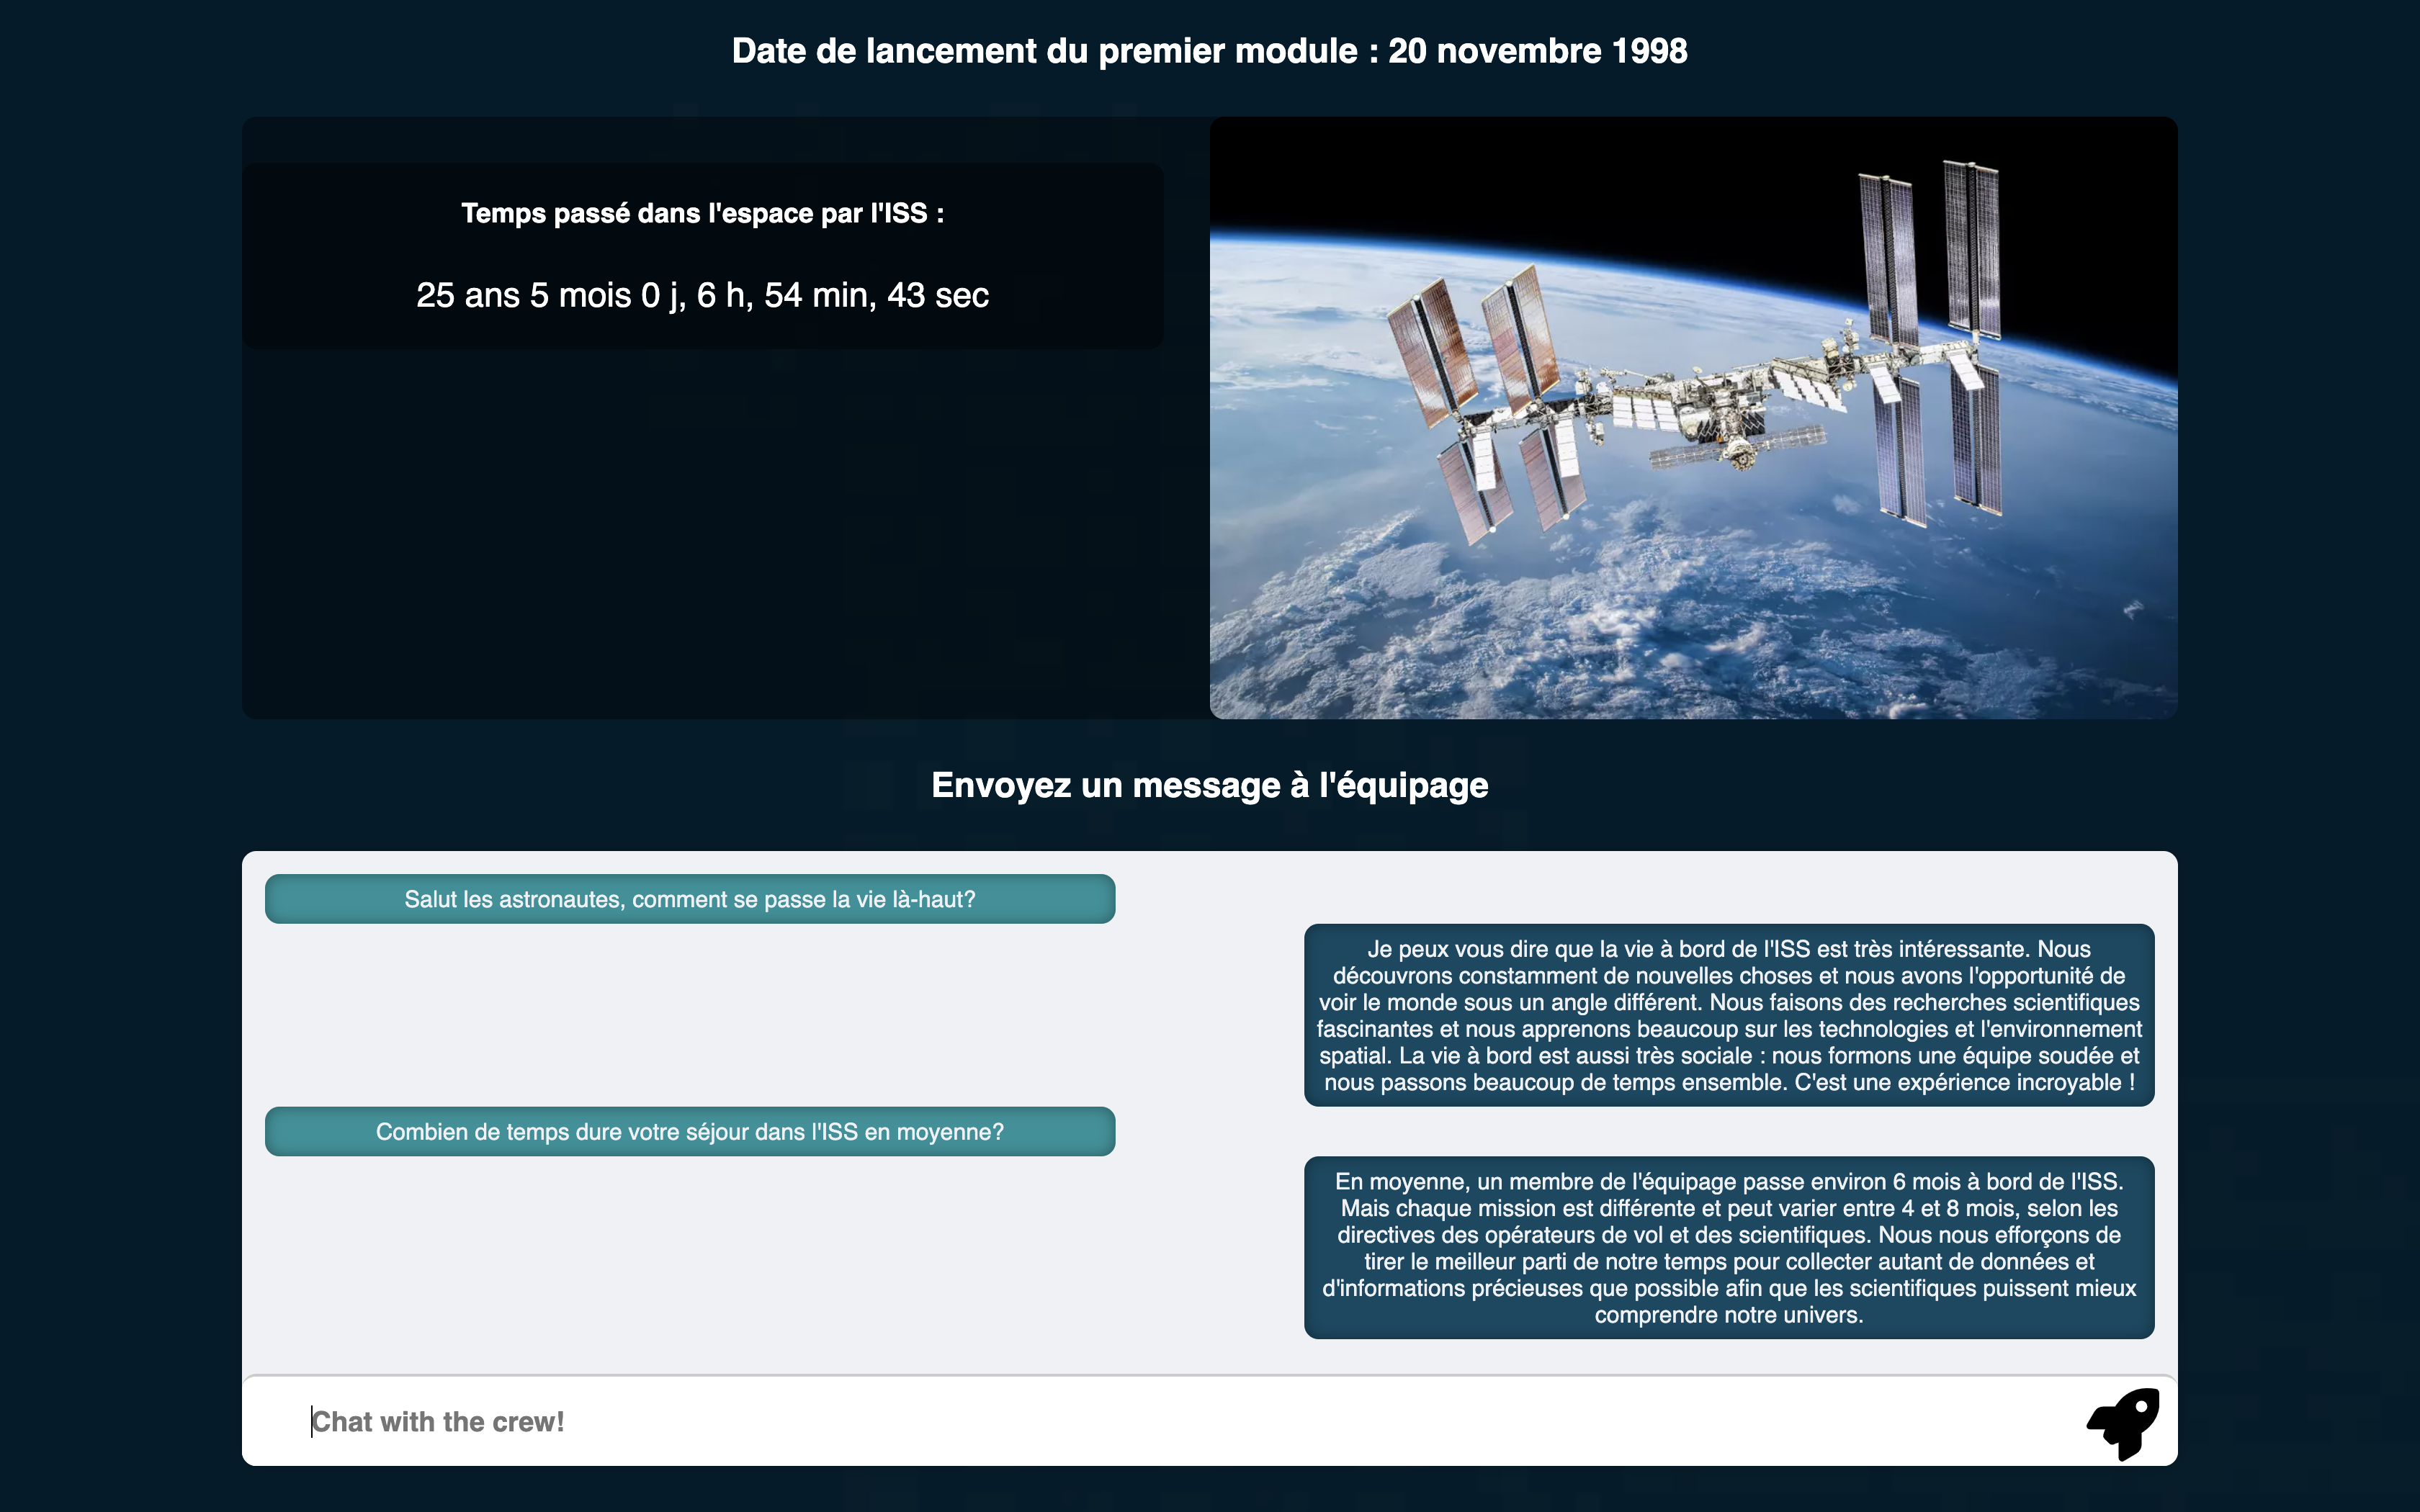 Date de lancement du premier module : 20 novembre 1998
Temps passé dans l'espace par l'ISS :
25 ans 5 mois 0 j, 6 h, 54 min, 43 sec
Envoyez un message à l'équipage
Salut les astronautes, comment se passe la vie là-haut?
Je peux vous dire que la vie à bord de l'ISS est très intéressante. Nous
découvrons constamment de nouvelles choses et nous avons l'opportunité de
voir le monde sous un angle différent. Nous faisons des recherches scientifiques
fascinantes et nous apprenons beaucoup sur les technologies et l'environnement
spatial. La vie à bord est aussi très sociale : nous formons une équipe soudée et
nous passons beaucoup de temps ensemble. C'est une expérience incroyable !
Combien de temps dure votre séjour dans l'ISS en moyenne?
En moyenne, un membre de l'équipage passe environ 6 mois à bord de l'ISS.
Mais chaque mission est différente et peut varier entre 4 et 8 mois, selon les
directives des opérateurs de vol et des scientifiques. Nous nous efforçons de
tirer le meilleur parti de notre temps pour collecter autant de données et
d'informations précieuses que possible afin que les scientifiques puissent mieux
comprendre notre univers.
Chat with the crew!